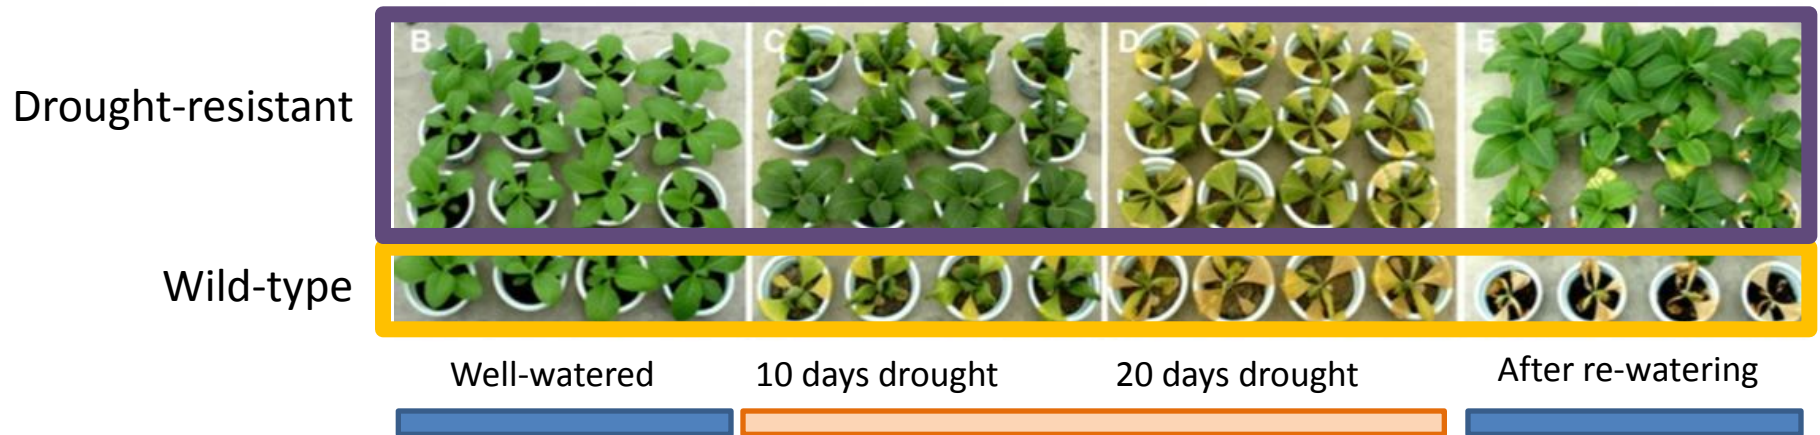 B C D E
Drought-resistant
Wild-type
Well-watered 10 days drought 20 days drought After re-watering